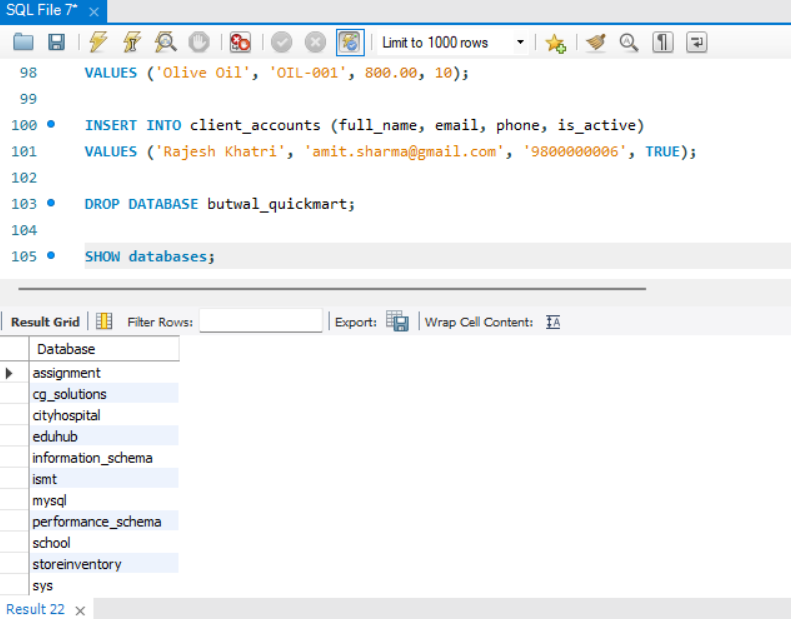 SQL File 7*
Limit to 1000 rows
98 VALUES ('Olive Oil', 'OIL-001', 800.00, 10);
99
100 INSERT INTO client_accounts (full_name, email, phone, is_active)
101 VALUES ('Rajesh Khatri', 'amit.sharma@gmail.com', '9800000006', TRUE);
102
103 DROP DATABASE butwal_quickmart;
104
105 SHOW databases;
Result Grid Filter Rows: Export: Wrap Cell Content: IA
Database
assignment
cg_solutions
cityhospital
eduhub
information_schema
ismt
mysql
performance_schema
school
storeinventory
sys
Result 22